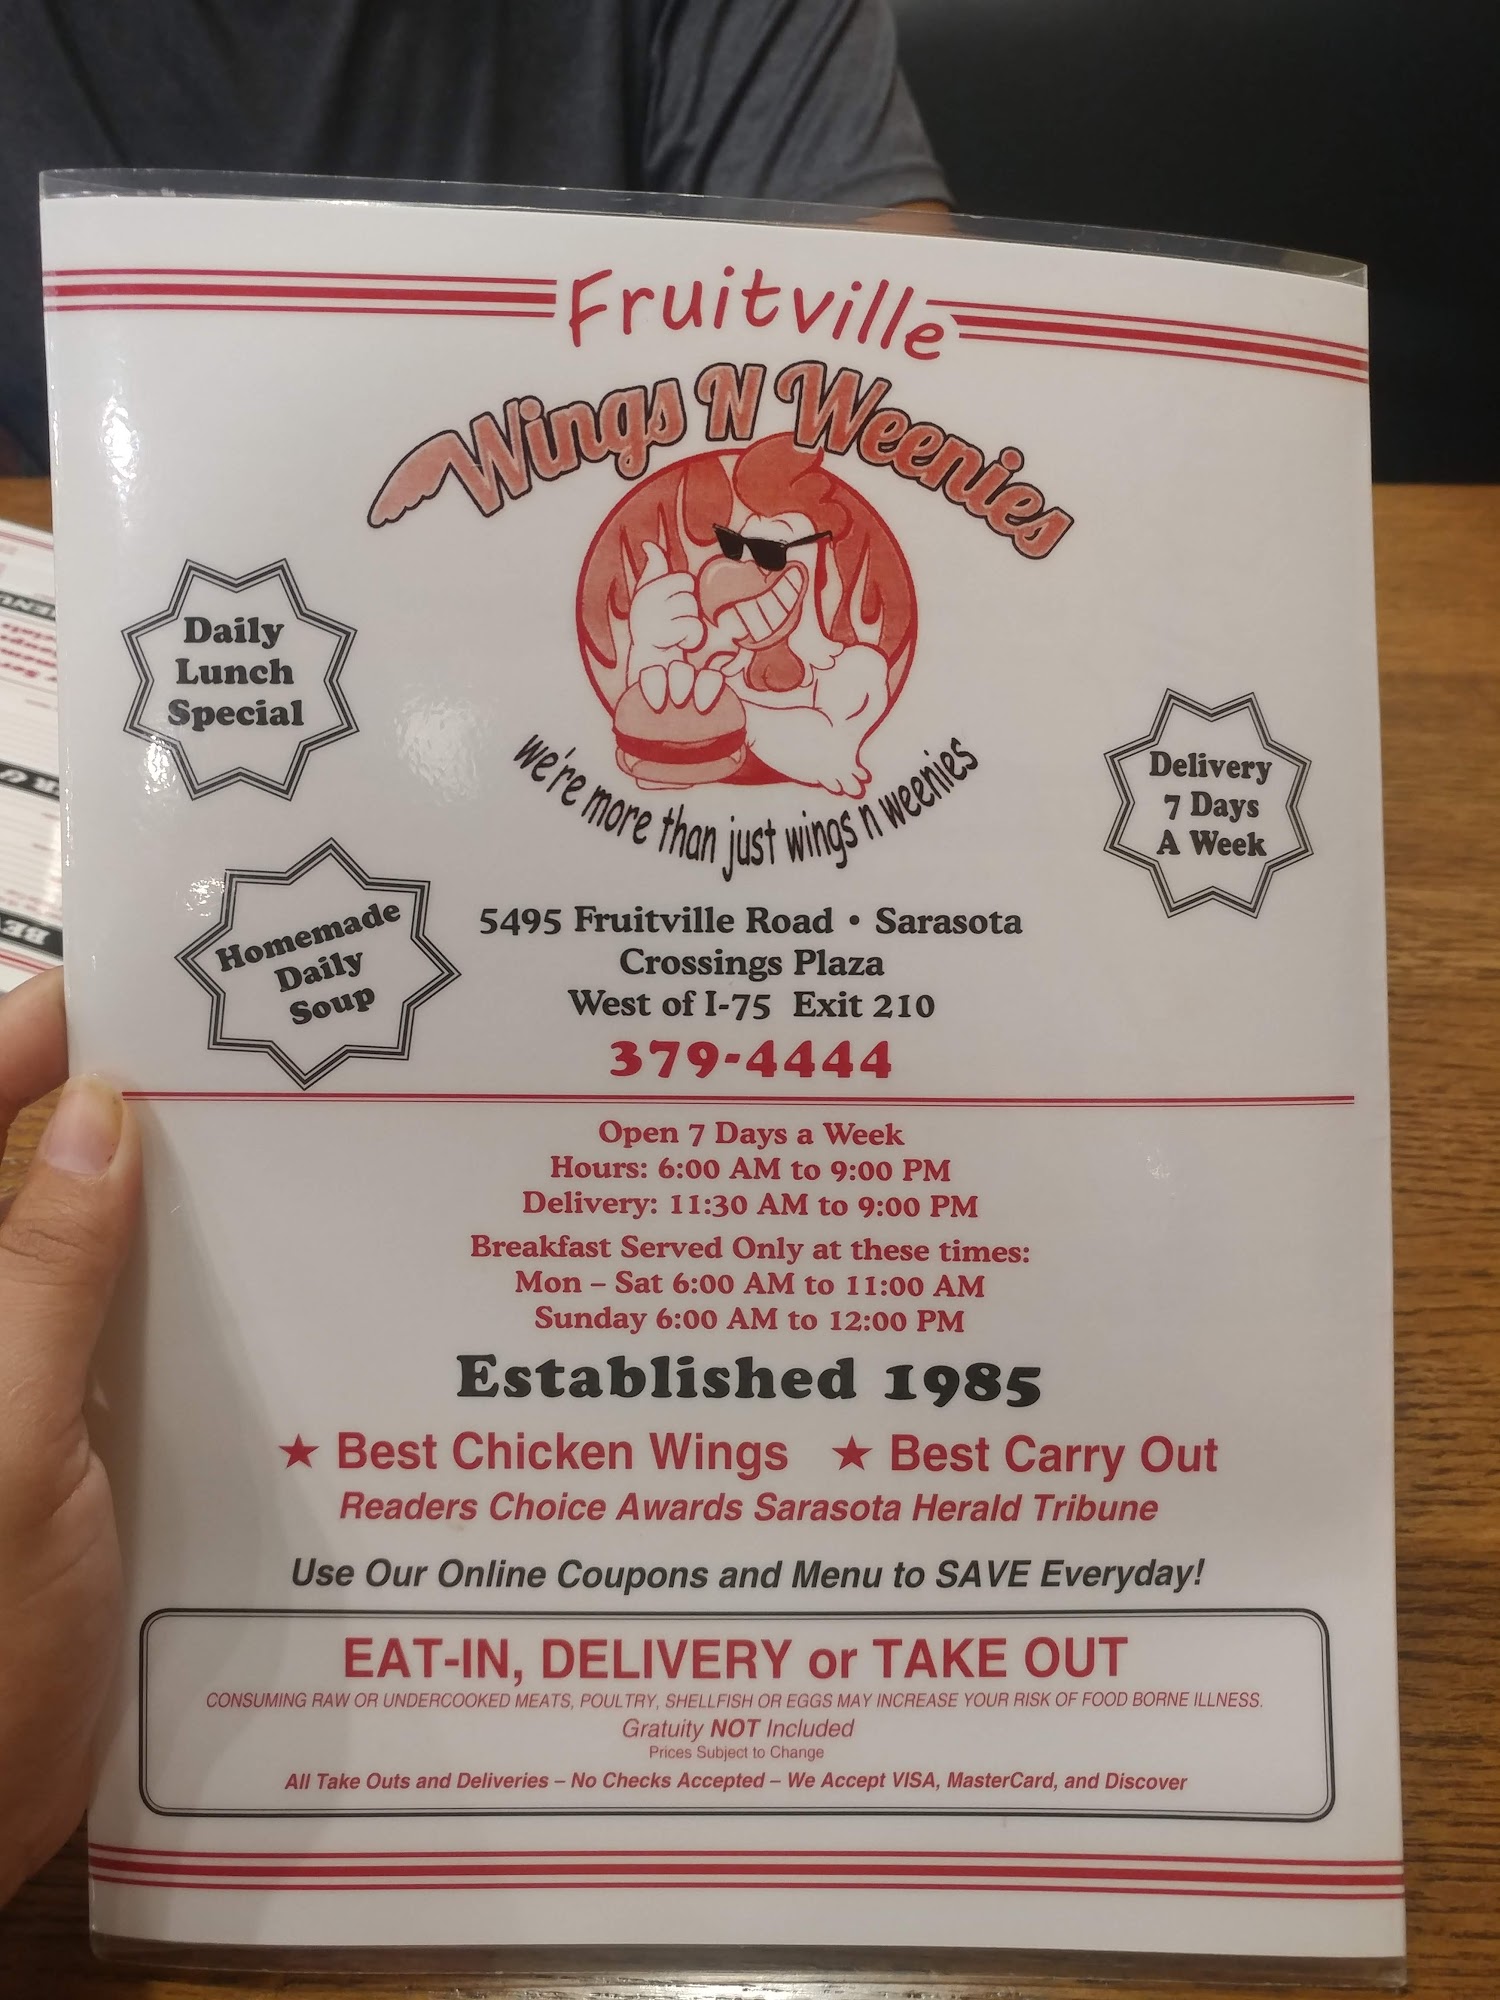 Fruitville
Wings N Weenies
we're more than just wings n weenies
Daily
Lunch
Special
Delivery
7 Days
A Week
Homemade
Daily
Soup
5495 Fruitville Road • Sarasota
Crossings Plaza
West of I-75 Exit 210
379-4444
Open 7 Days a Week
Hours: 6:00 AM to 9:00 PM
Delivery: 11:30 AM to 9:00 PM
Breakfast Served Only at these times:
Mon – Sat 6:00 AM to 11:00 AM
Sunday 6:00 AM to 12:00 PM
Established 1985
★ Best Chicken Wings ★ Best Carry Out
Readers Choice Awards Sarasota Herald Tribune
Use Our Online Coupons and Menu to SAVE Everyday!
EAT-IN, DELIVERY or TAKE OUT
CONSUMING RAW OR UNDERCOOKED MEATS, POULTRY, SHELLFISH OR EGGS MAY INCREASE YOUR RISK OF FOOD BORNE ILLNESS.
Gratuity NOT Included
Prices Subject to Change
All Take Outs and Deliveries – No Checks Accepted – We Accept VISA, MasterCard, and Discover